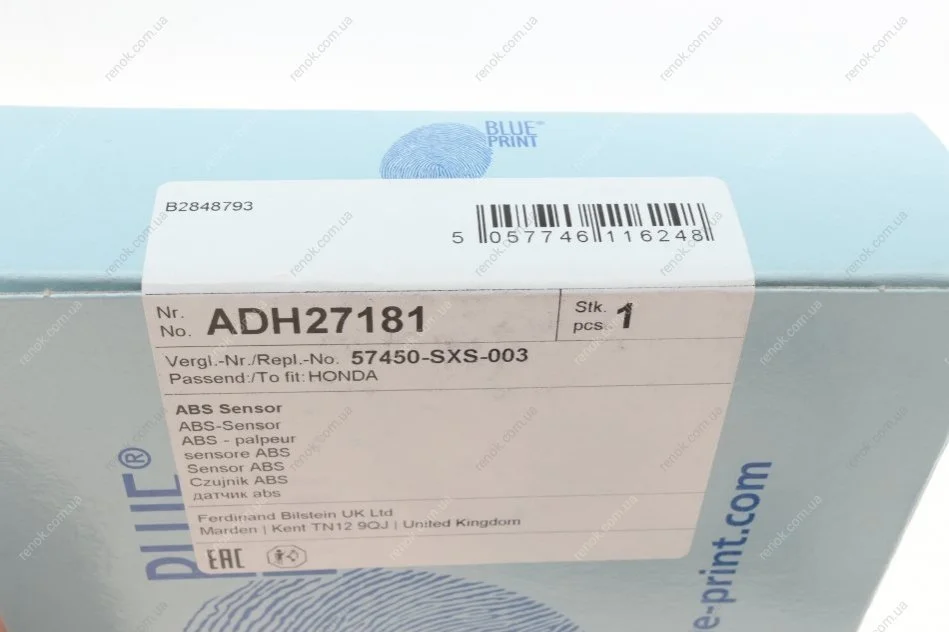 BLUE®
PRINT
B2848793
5 057746 116248
Nr.
No. ADH27181
Stk.
pcs. 1
Vergl.-Nr./Repl.-No. 57450-SXS-003
Passend:/To fit: HONDA
ABS Sensor
ABS-Sensor
ABS - palpeur
sensore ABS
Sensor ABS
Czujnik ABS
датчик abs
Ferdinand Bilstein UK Ltd
Marden | Kent TN12 9QJ | United Kingdom
EAC
BLUE®
e-print.com
renok.com.ua